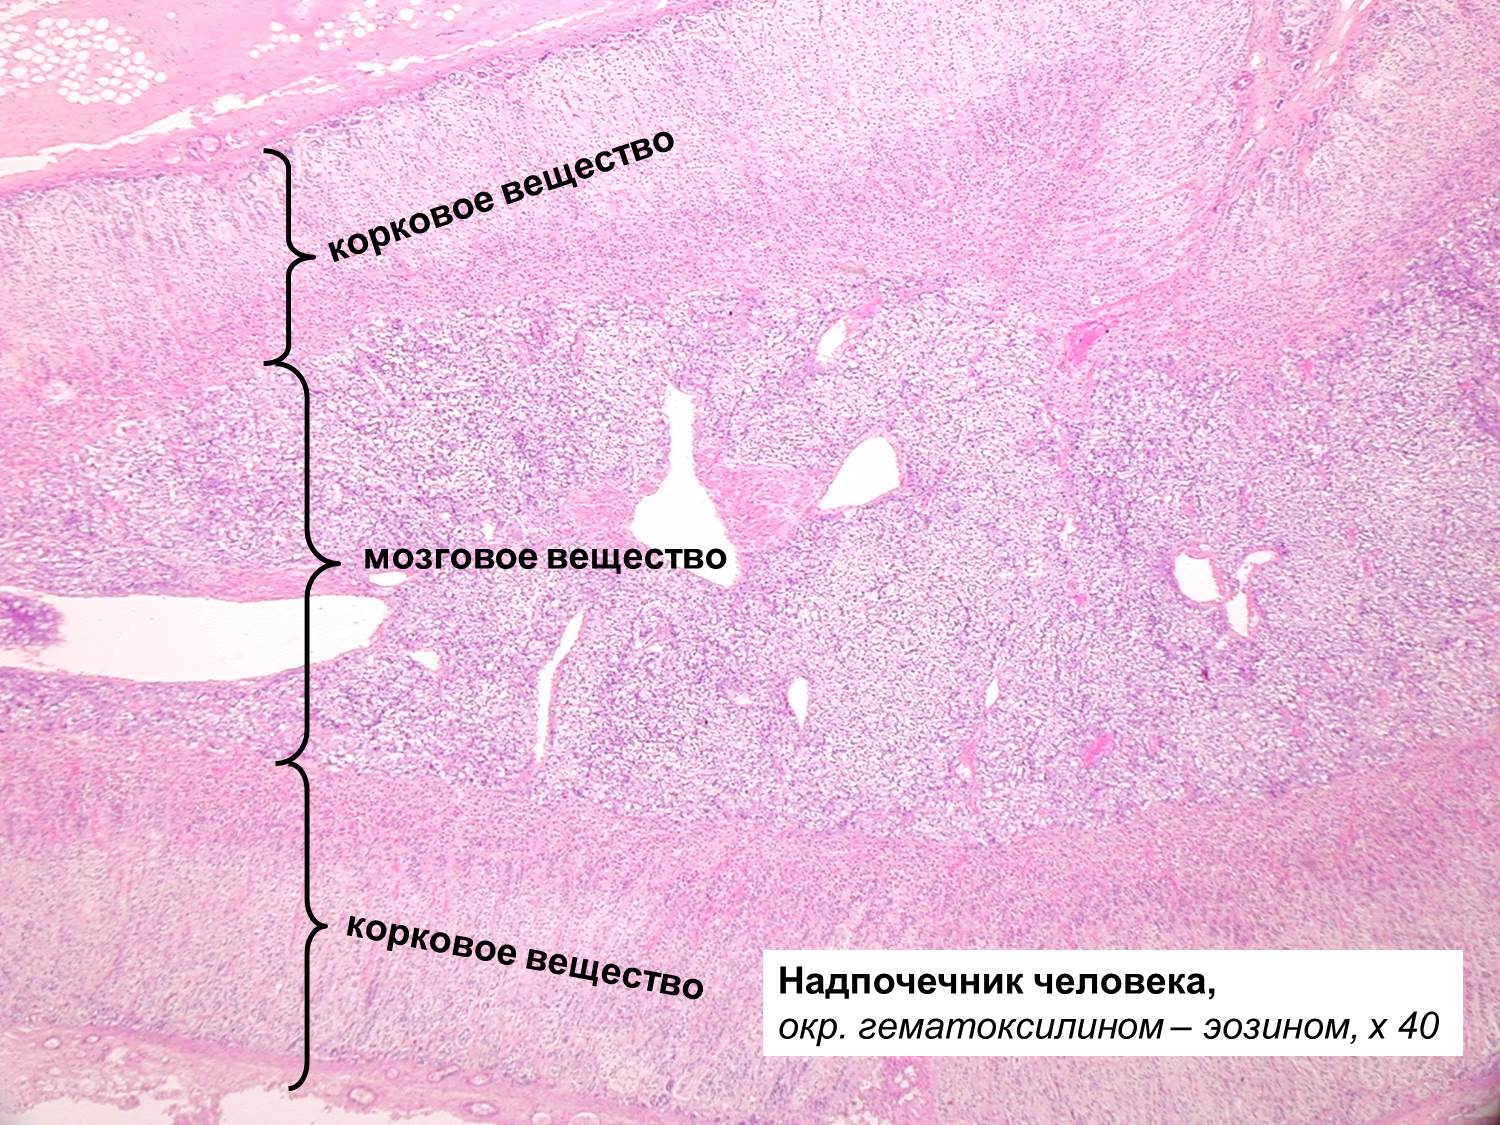 корковое вещество
мозговое вещество
корковое вещество
Надпочечник человека,
окр. гематоксилином – эозином, х 40